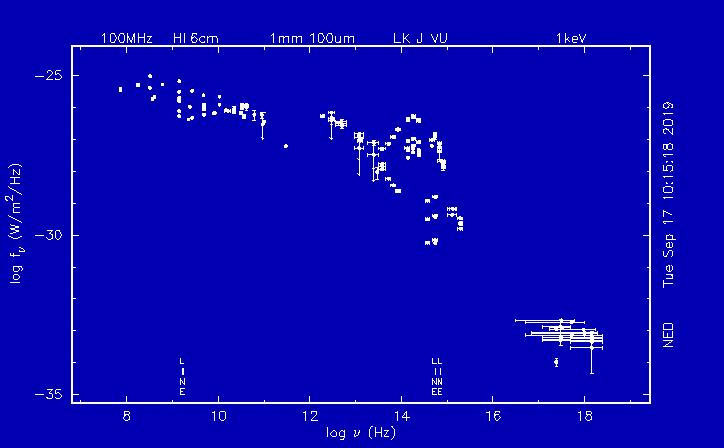 100MHz HI 6cm 1mm 100um LK J VU 1keV
−25
−30
−35
log fν (W/m²/Hz)
L
I
N
E
LL
II
NN
EE
8 10 12 14 16 18
log ν (Hz)
NED Tue Sep 17 10:15:18 2019